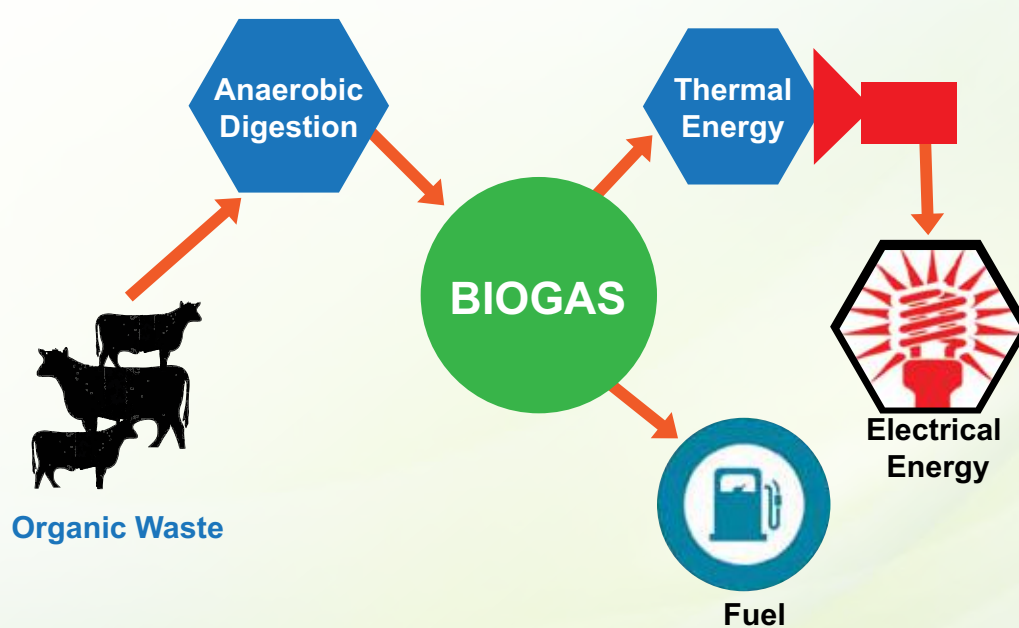 Anaerobic
Digestion
Thermal
Energy
BIOGAS
Organic Waste
Electrical
Energy
Fuel